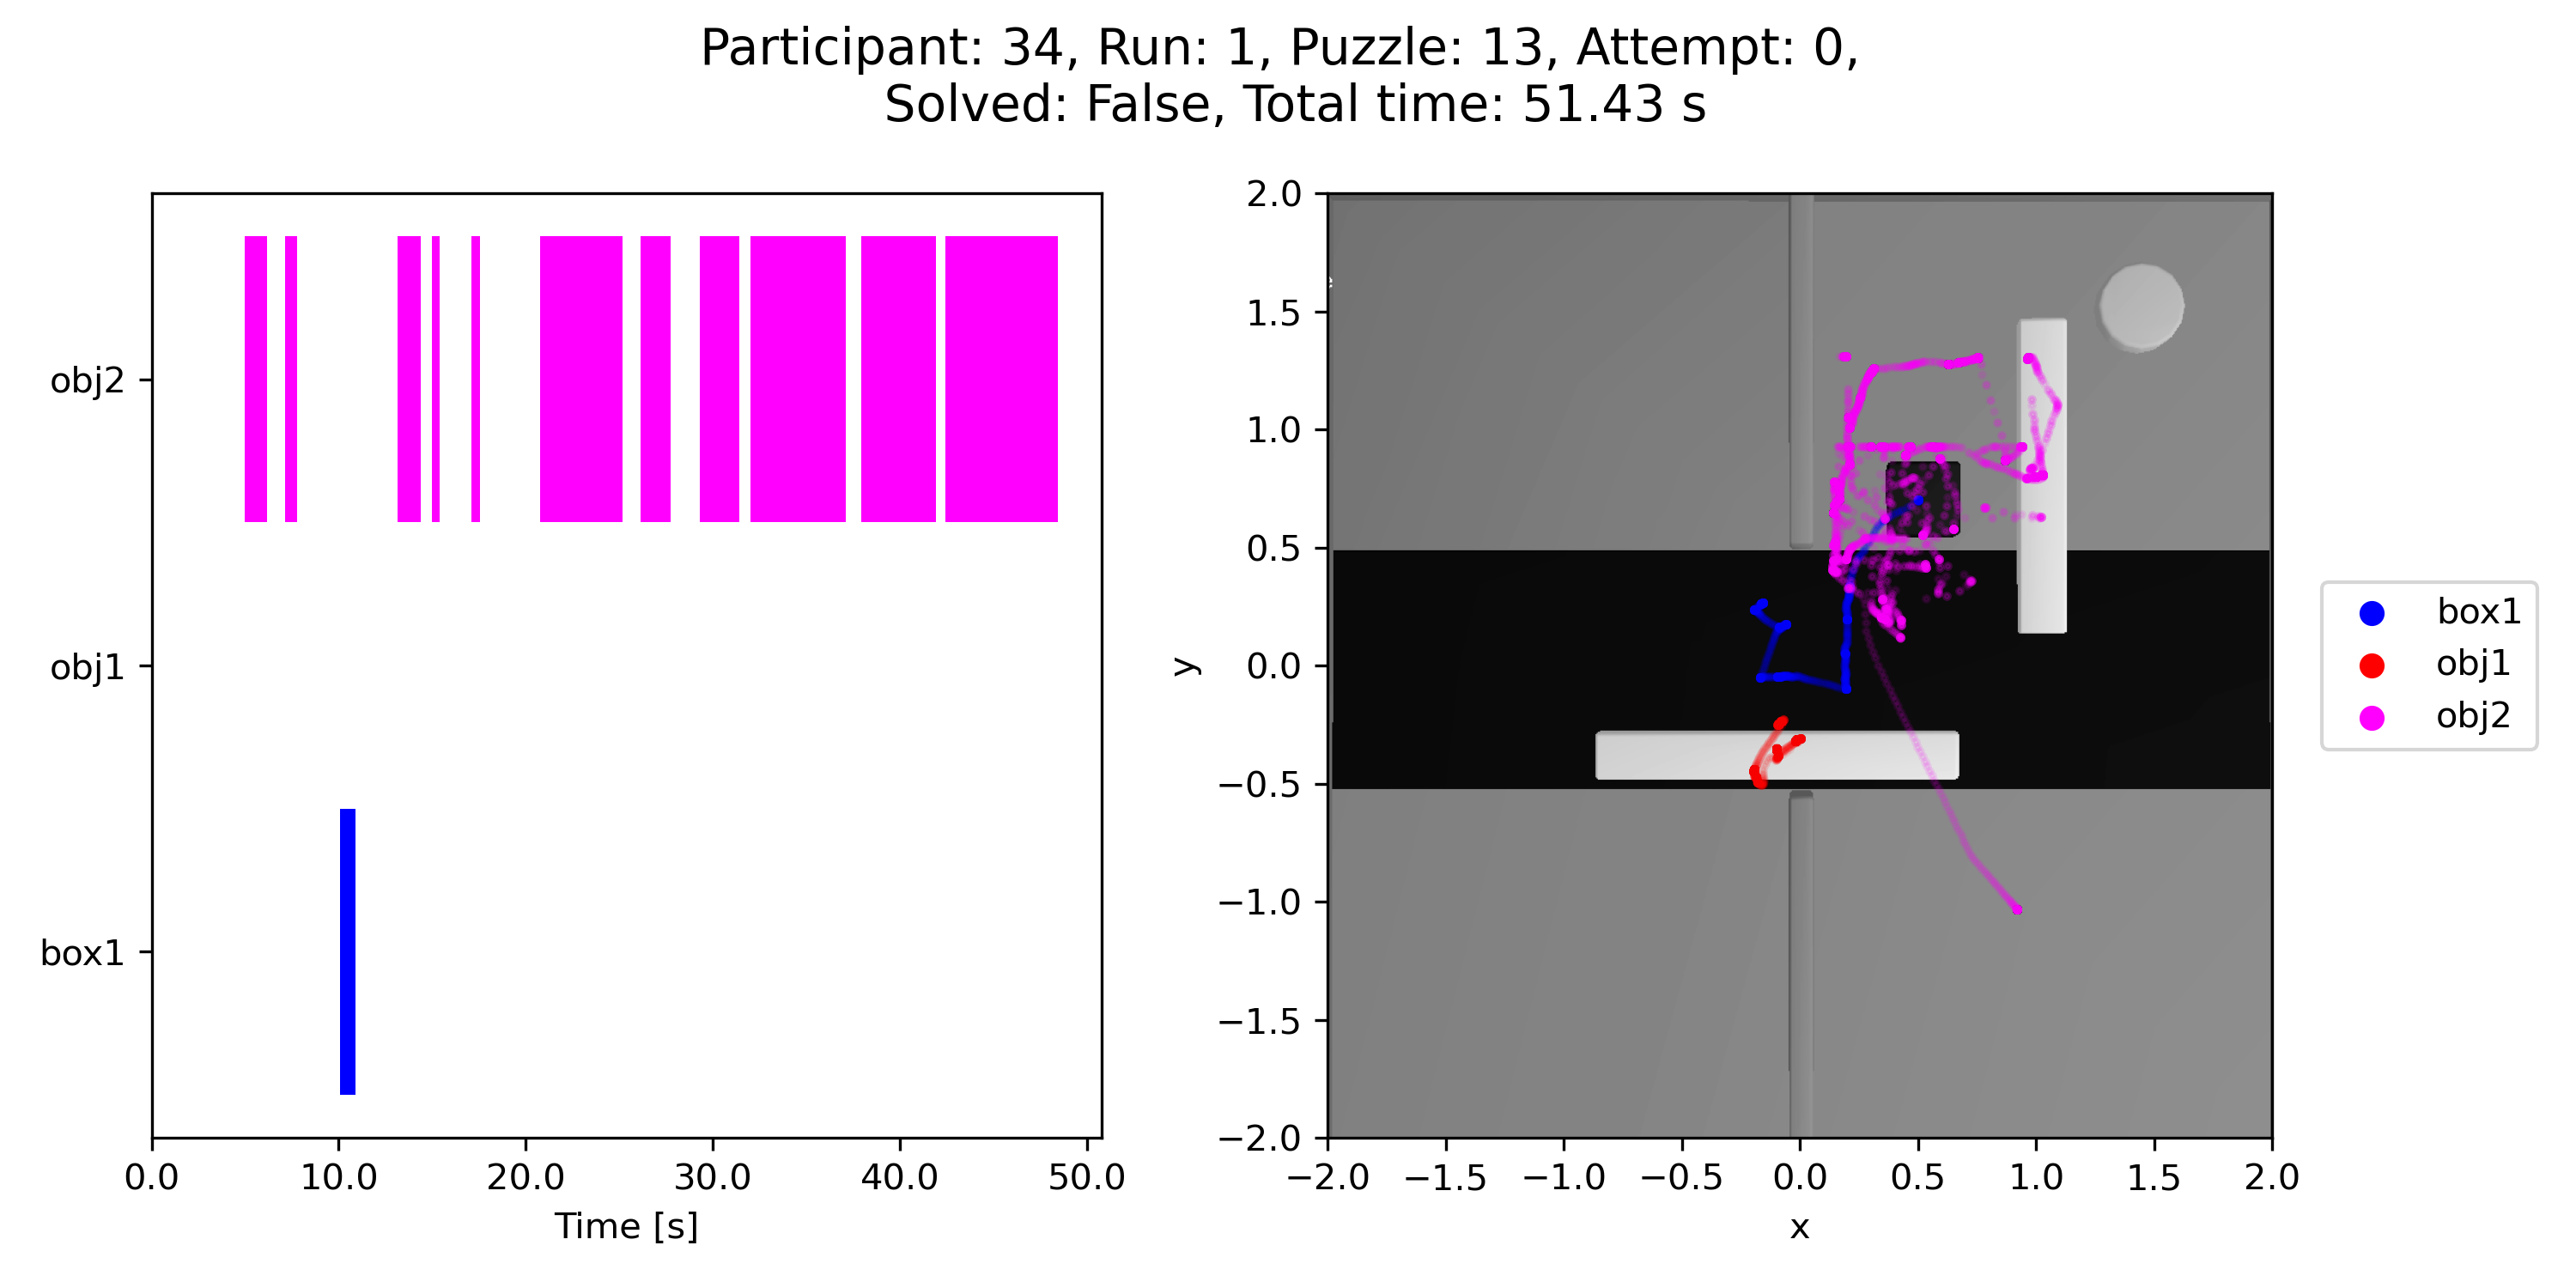 Participant: 34, Run: 1, Puzzle: 13, Attempt: 0,
Solved: False, Total time: 51.43 s
obj2
obj1
box1
0.0 10.0 20.0 30.0 40.0 50.0
Time [s]
2.0
1.5
1.0
0.5
0.0
−0.5
−1.0
−1.5
−2.0
y
−2.0 −1.5 −1.0 −0.5 0.0 0.5 1.0 1.5 2.0
x
box1
obj1
obj2